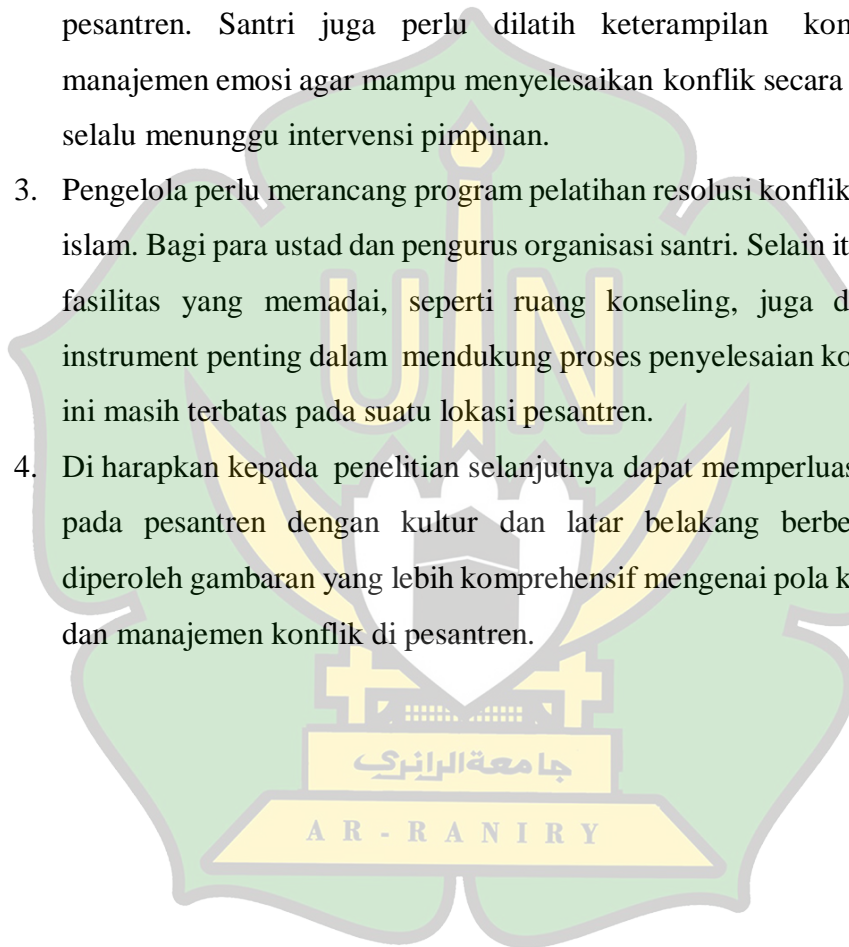 pesantren. Santri juga perlu dilatih keterampilan
manajemen emosi agar mampu menyelesaikan konflik secara
selalu menunggu intervensi pimpinan.
3. Pengelola perlu merancang program pelatihan resolusi konflik
islam. Bagi para ustad dan pengurus organisasi santri. Selain
fasilitas yang memadai, seperti ruang konseling, juga
instrument penting dalam mendukung proses penyelesaian
ini masih terbatas pada suatu lokasi pesantren.
4. Di harapkan kepada penelitian selanjutnya dapat memperluas
pada pesantren dengan kultur dan latar belakang
diperoleh gambaran yang lebih komprehensif mengenai pola
dan manajemen konflik di pesantren.
UIN
جامعة الرانري
AR-RANIRY